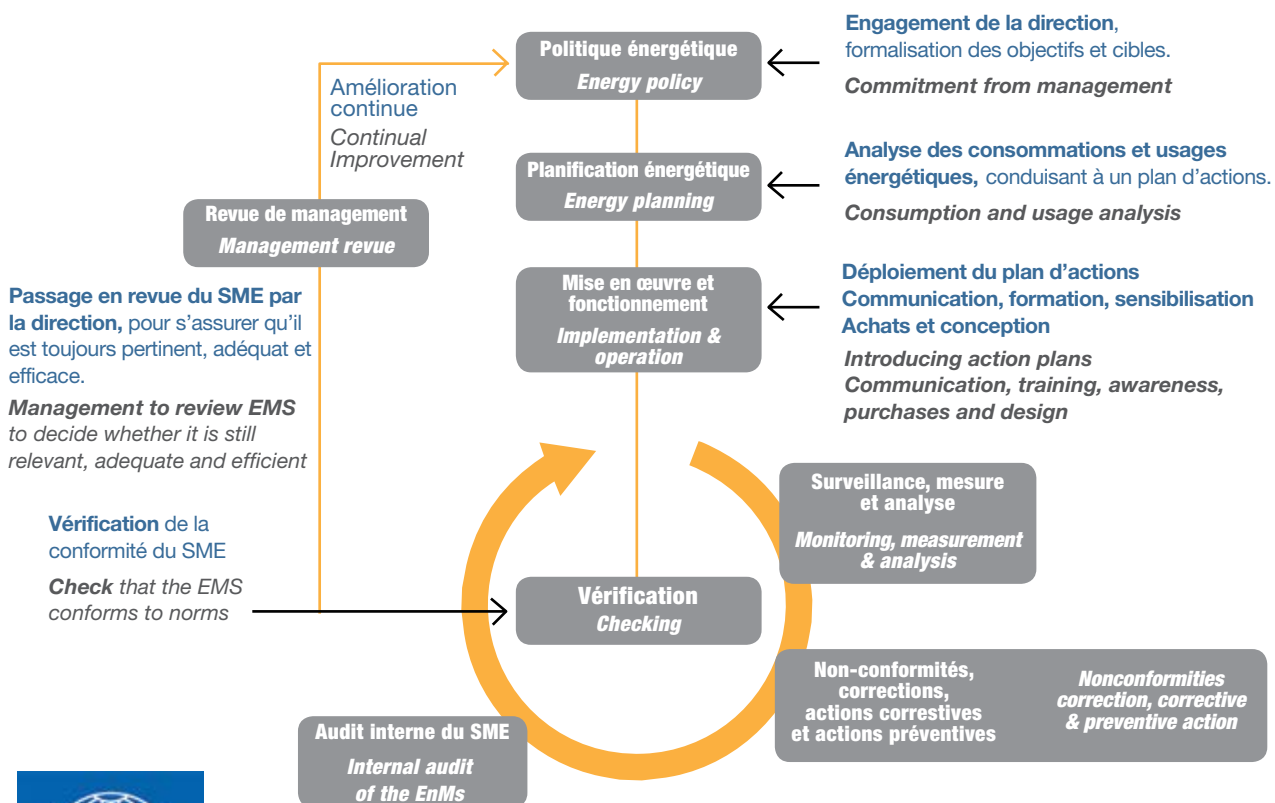 Politique énergétique
Energy policy
Engagement de la direction,
formalisation des objectifs et cibles.
Commitment from management
Amélioration
continue
Continual
Improvement
Planification énergétique
Energy planning
Analyse des consommations et usages
énergétiques, conduisant à un plan d'actions.
Consumption and usage analysis
Revue de management
Management revue
Mise en œuvre et
fonctionnement
Implementation &
operation
Déploiement du plan d'actions
Communication, formation, sensibilisation
Achats et conception
Introducing action plans
Communication, training, awareness,
purchases and design
Passage en revue du SME par
la direction, pour s'assurer qu'il
est toujours pertinent, adéquat et
efficace.
Management to review EMS
to decide whether it is still
relevant, adequate and efficient
Surveillance, mesure
et analyse
Monitoring, measurement
& analysis
Vérification de la
conformité du SME
Check that the EMS
conforms to norms
Vérification
Checking
Non-conformités,
corrections,
actions correstives
et actions préventives
Nonconformities
correction, corrective
& preventive action
Audit interne du SME
Internal audit
of the EnMs